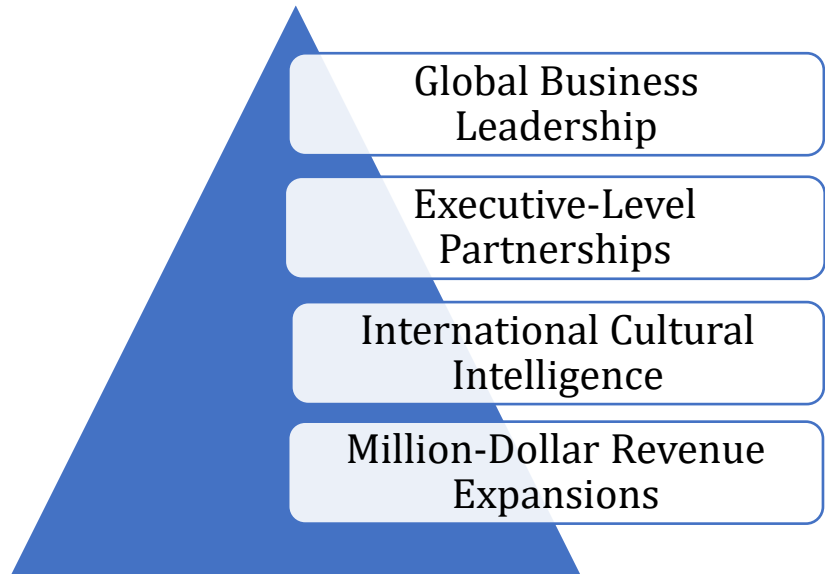 Global Business
Leadership
Executive-Level
Partnerships
International Cultural
Intelligence
Million-Dollar Revenue
Expansions